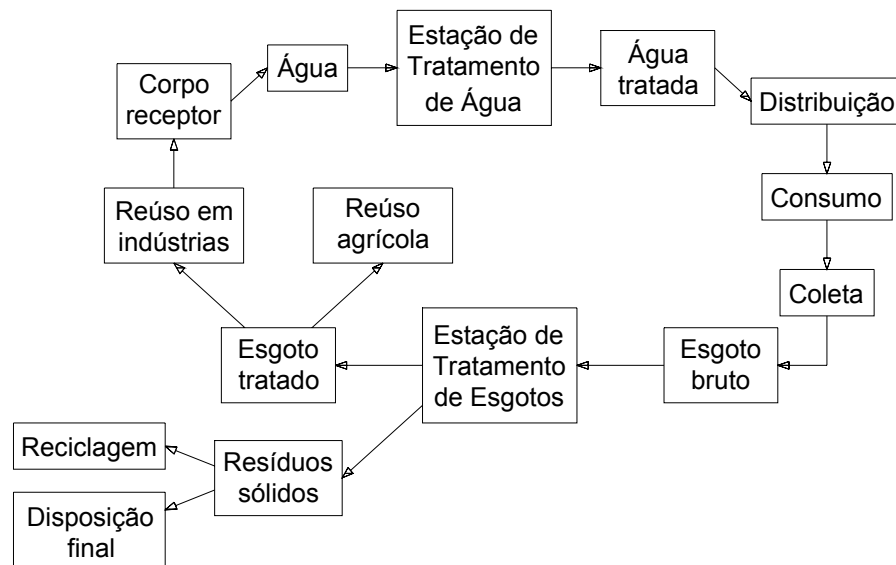 Água
Estação de
Tratamento
de Água
Água
tratada
Corpo
receptor
Distribuição
Reúso em
indústrias
Reúso
agrícola
Consumo
Coleta
Esgoto
tratado
Estação de
Tratamento
de Esgotos
Esgoto
bruto
Reciclagem
Resíduos
sólidos
Disposição
final